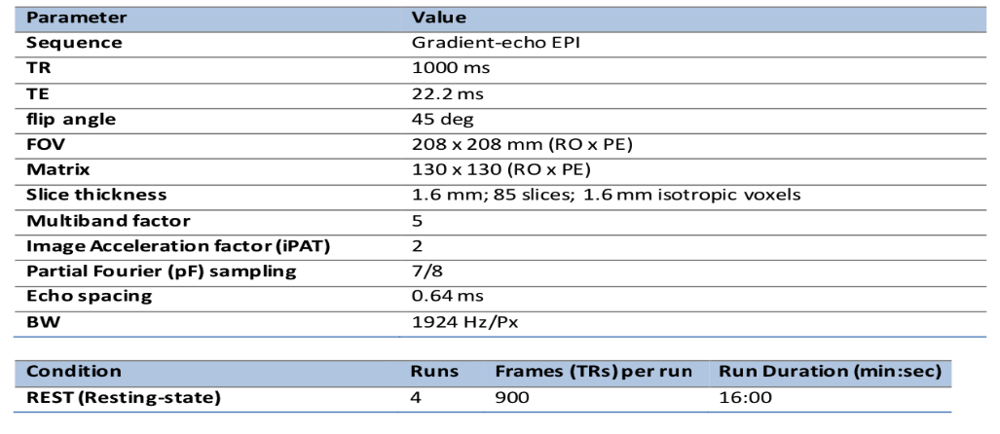 Parameter Value
Sequence Gradient-echo EPI
TR 1000 ms
TE 22.2 ms
flip angle 45 deg
FOV 208 x 208 mm (RO x PE)
Matrix 130 x 130 (RO x PE)
Slice thickness 1.6 mm; 85 slices; 1.6 mm isotropic voxels
Multiband factor 5
Image Acceleration factor (iPAT) 2
Partial Fourier (pF) sampling 7/8
Echo spacing 0.64 ms
BW 1924 Hz/Px
Condition Runs Frames (TRs) per run Run Duration (min:sec)
REST (Resting-state) 4 900 16:00